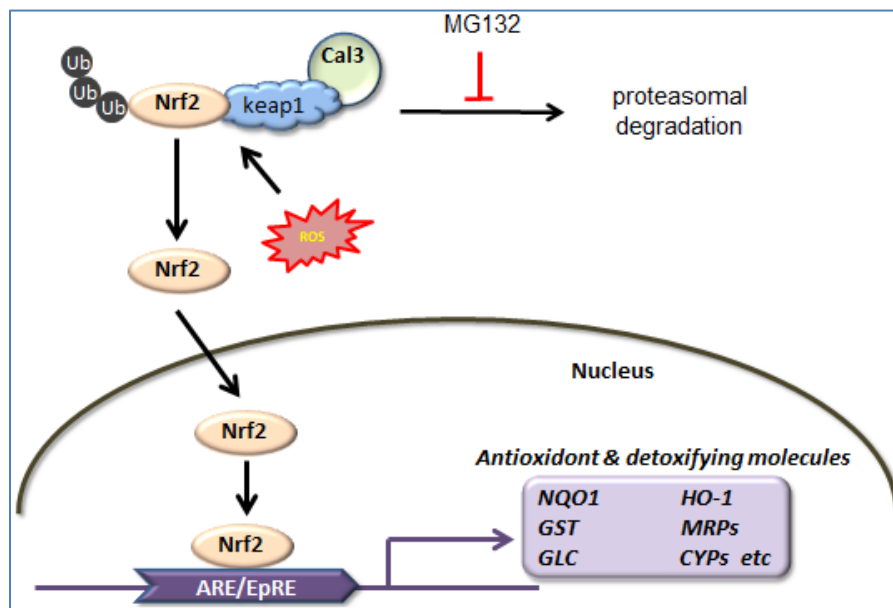 MG132
Cal3
Ub
Ub
Ub
Nrf2
keap1
proteasomal
degradation
ROS
Nrf2
Nucleus
Nrf2
Antioxidont & detoxifying molecules
NQO1 HO-1
GST MRPs
GLC CYPs etc
Nrf2
ARE/EpRE